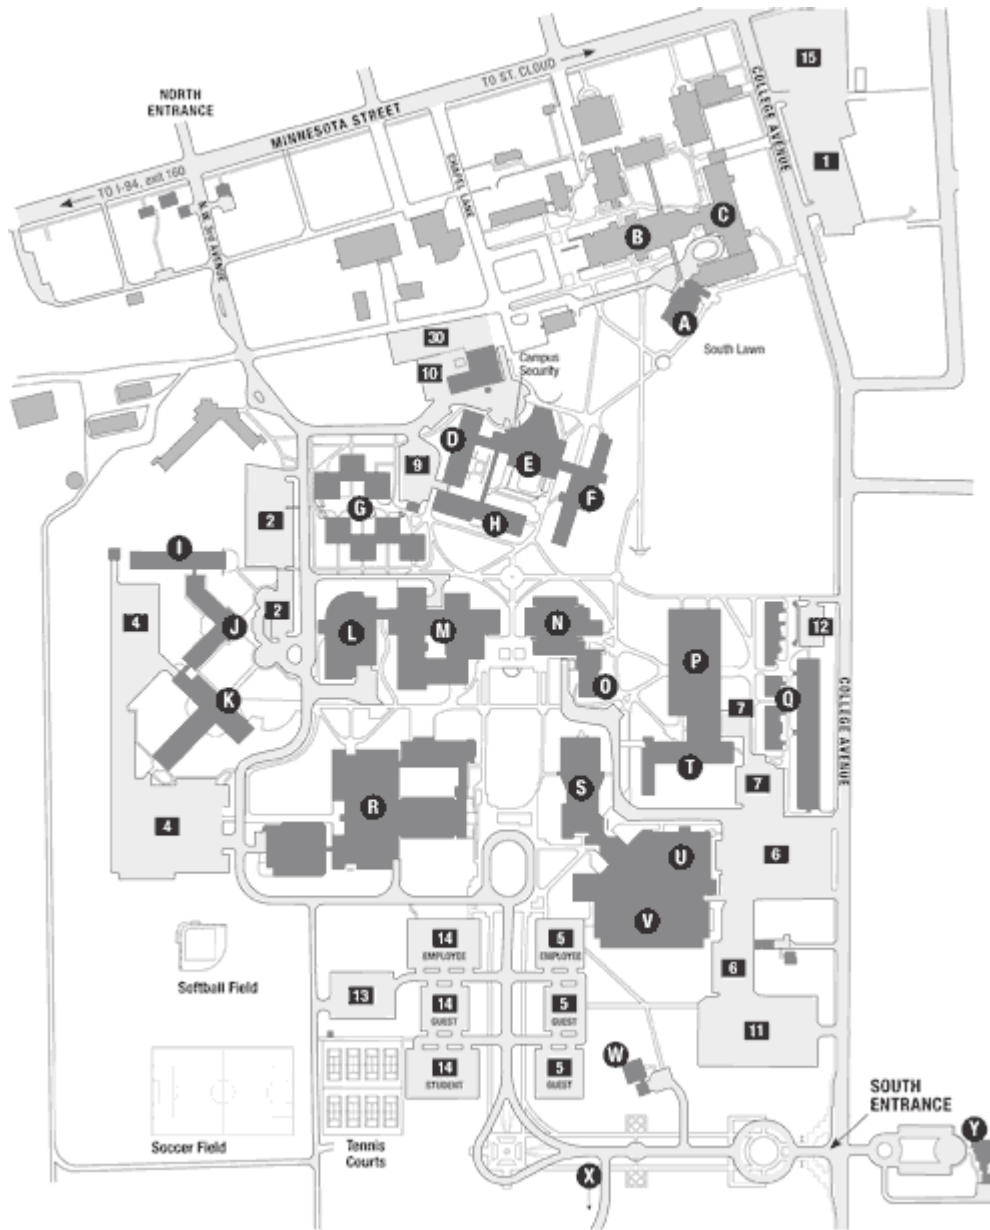 15
TO ST. CLOUD
NORTH
ENTRANCE
MINNESOTA STREET
COLLEGE AVENUE
1
CHAPEL LANE
TO I-94, exit 160
N.W. 3RD AVENUE
C
B
A
South Lawn
30
Campus
Security
10
D
E
9
F
G
H
2
I
2
4
J
L
M
N
12
P
O
K
Q
7
COLLEGE AVENUE
T
S
7
R
4
6
U
V
14
EMPLOYEE
5
EMPLOYEE
6
Softball Field
13
14
GUEST
5
GUEST
11
W
14
STUDENT
5
GUEST
SOUTH
ENTRANCE
Soccer Field
Tennis
Courts
Y
X